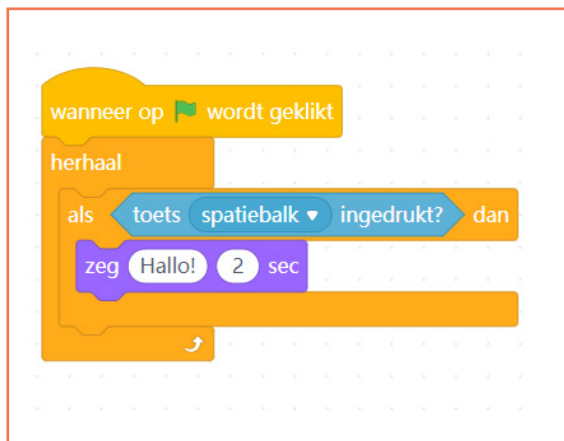 wanneer op wordt geklikt
herhaal
als toets spatiebalk ingedrukt? dan
zeg Hallo! 2 sec